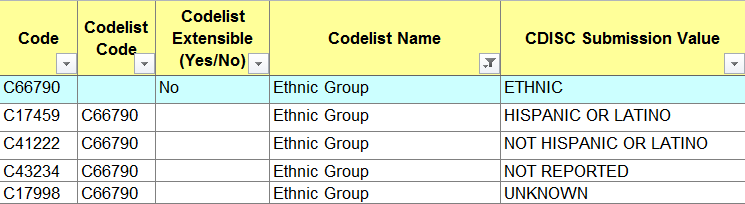 Code Codelist Code Codelist Extensible (Yes/No) Codelist Name CDISC Submission Value
C66790 No Ethnic Group ETHNIC
C17459 C66790 Ethnic Group HISPANIC OR LATINO
C41222 C66790 Ethnic Group NOT HISPANIC OR LATINO
C43234 C66790 Ethnic Group NOT REPORTED
C17998 C66790 Ethnic Group UNKNOWN